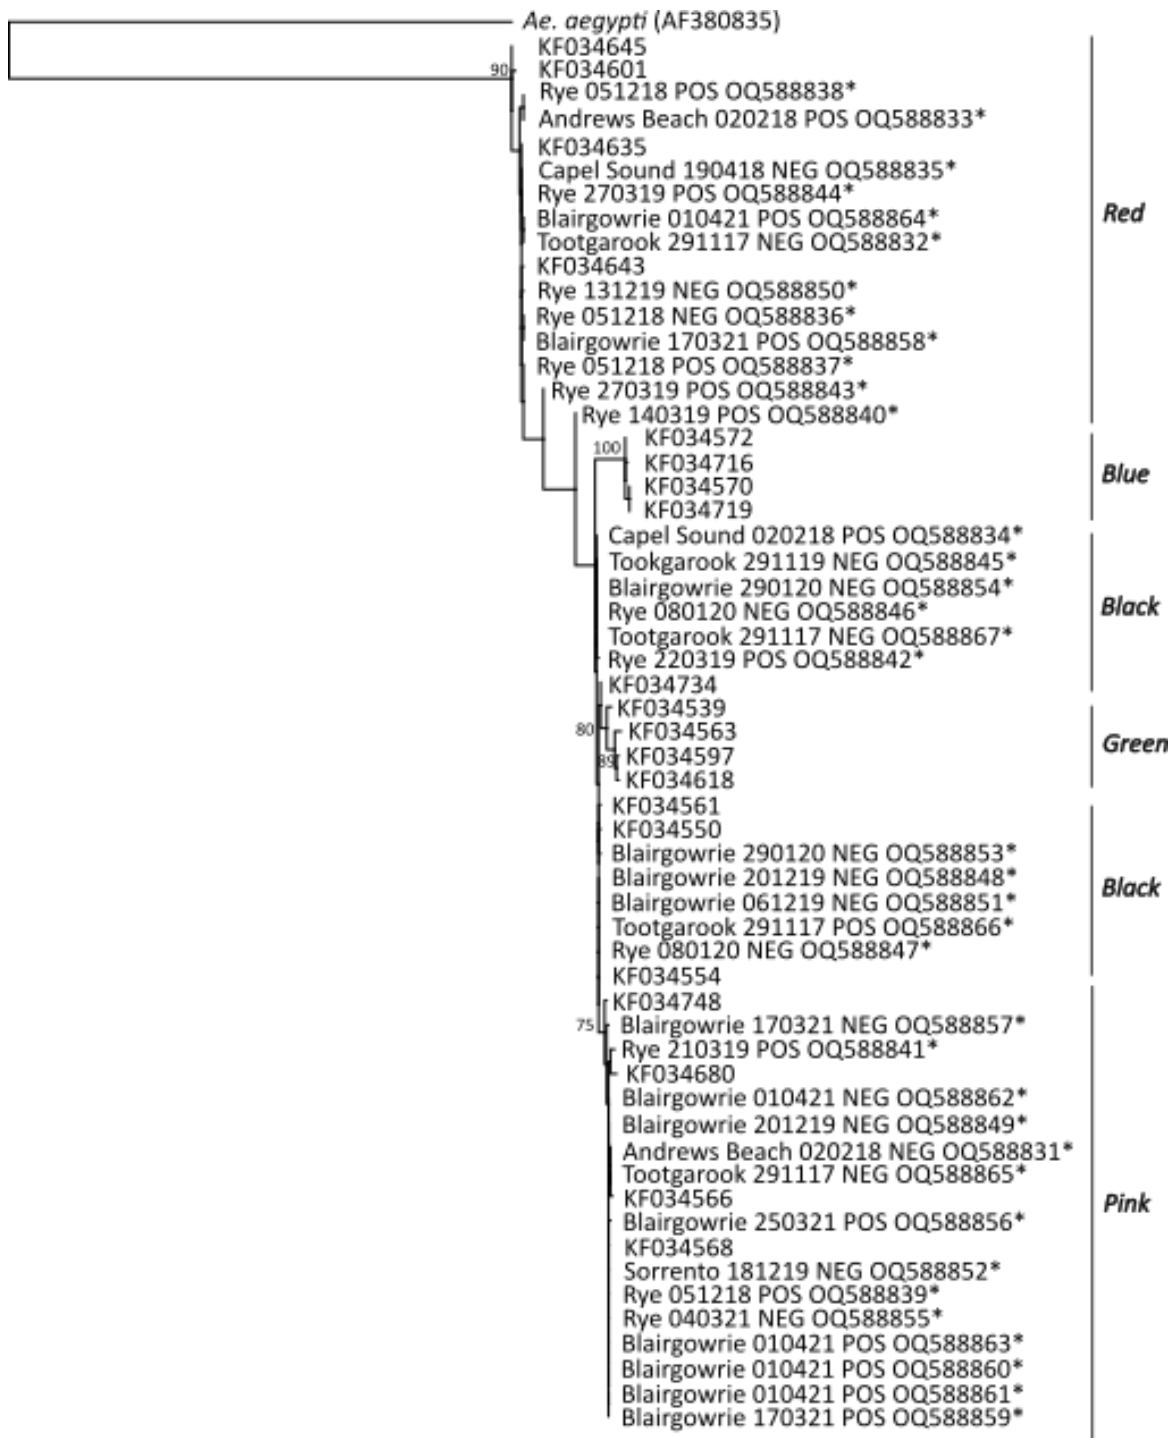 Ae. aegypti (AF380835)
KF034645
90
KF034601
Rye 051218 POS OQ588838*
Andrews Beach 020218 POS OQ588833*
KF034635
Capel Sound 190418 NEG OQ588835*
Rye 270319 POS OQ588844*
Blairgowrie 010421 POS OQ588864*
Red
Tootgarook 291117 NEG OQ588832*
KF034643
Rye 131219 NEG OQ588850*
Rye 051218 NEG OQ588836*
Blairgowrie 170321 POS OQ588858*
Rye 051218 POS OQ588837*
Rye 270319 POS OQ588843*
Rye 140319 POS OQ588840*
KF034572
100
KF034716
Blue
KF034570
KF034719
Capel Sound 020218 POS OQ588834*
Tookgarook 291119 NEG OQ588845*
Blairgowrie 290120 NEG OQ588854*
Black
Rye 080120 NEG OQ588846*
Tootgarook 291117 NEG OQ588867*
Rye 220319 POS OQ588842*
KF034734
KF034539
80
KF034563
Green
KF034597
89
KF034618
KF034561
KF034550
Blairgowrie 290120 NEG OQ588853*
Blairgowrie 201219 NEG OQ588848*
Black
Blairgowrie 061219 NEG OQ588851*
Tootgarook 291117 POS OQ588866*
Rye 080120 NEG OQ588847*
KF034554
KF034748
75
Blairgowrie 170321 NEG OQ588857*
Rye 210319 POS OQ588841*
KF034680
Blairgowrie 010421 NEG OQ588862*
Blairgowrie 201219 NEG OQ588849*
Andrews Beach 020218 NEG OQ588831*
Tootgarook 291117 NEG OQ588865*
KF034566
Pink
Blairgowrie 250321 POS OQ588856*
KF034568
Sorrento 181219 NEG OQ588852*
Rye 051218 POS OQ588839*
Rye 040321 NEG OQ588855*
Blairgowrie 010421 POS OQ588863*
Blairgowrie 010421 POS OQ588860*
Blairgowrie 010421 POS OQ588861*
Blairgowrie 170321 POS OQ588859*